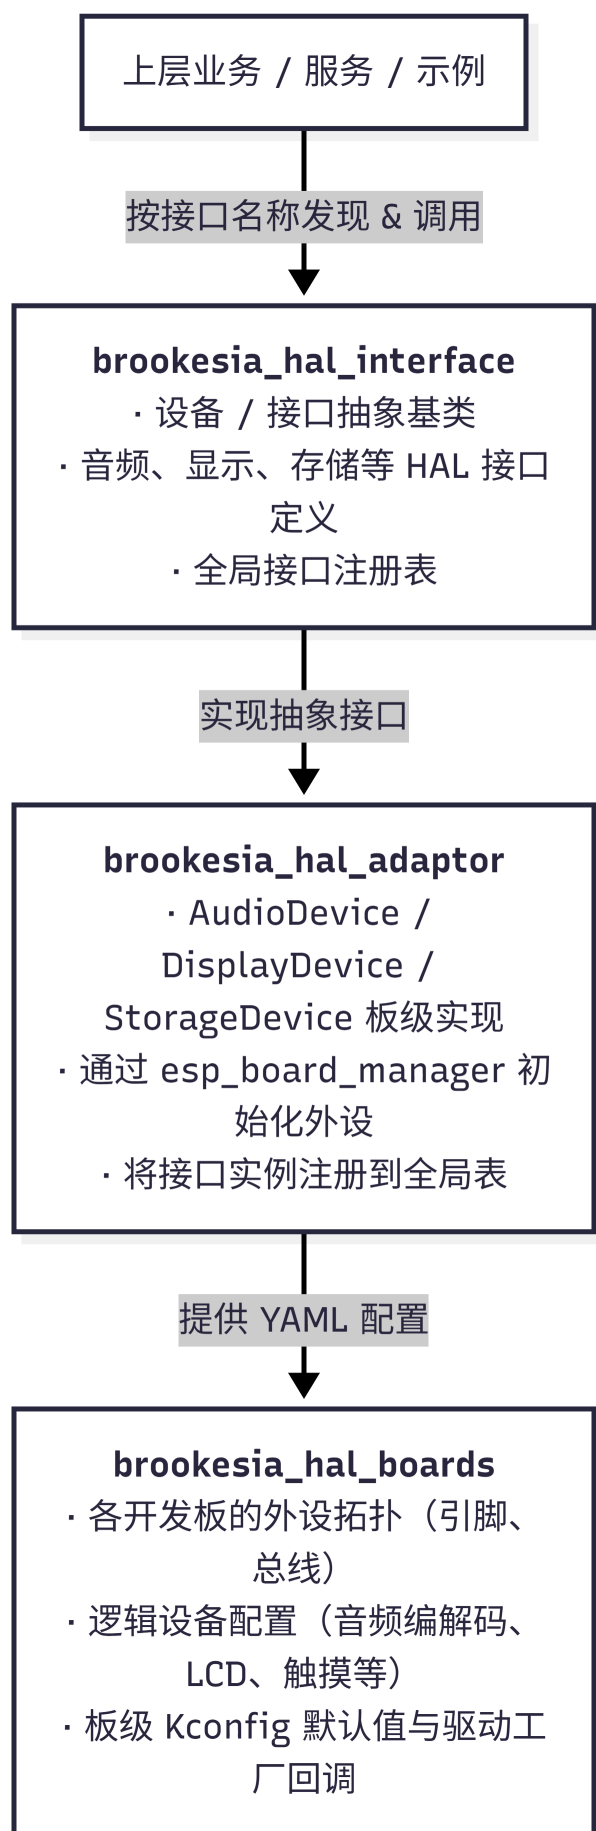 上层业务 / 服务 / 示例
按接口名称发现 & 调用
brookesia_hal_interface
· 设备 / 接口抽象基类
· 音频、显示、存储等 HAL 接口
定义
· 全局接口注册表
实现抽象接口
brookesia_hal_adaptor
· AudioDevice /
DisplayDevice /
StorageDevice 板级实现
· 通过 esp_board_manager 初
始化外设
· 将接口实例注册到全局表
提供 YAML 配置
brookesia_hal_boards
· 各开发板的外设拓扑（引脚、
总线）
· 逻辑设备配置（音频编解码、
LCD、触摸等）
· 板级 Kconfig 默认值与驱动工
厂回调